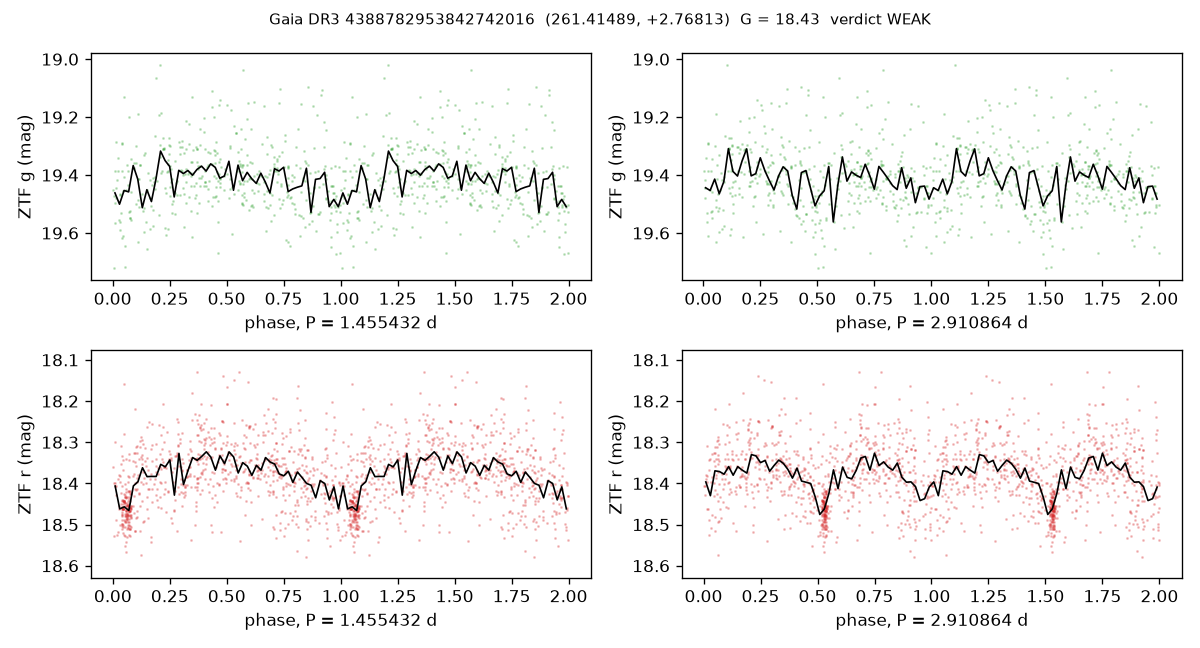 Gaia DR3 4388782953842742016 (261.41489, +2.76813) G = 18.43 verdict WEAK
ZTF g (mag)
19.0
19.2
19.4
19.6
0.00 0.25 0.50 0.75 1.00 1.25 1.50 1.75 2.00
phase, P = 1.455432 d
ZTF g (mag)
19.0
19.2
19.4
19.6
0.00 0.25 0.50 0.75 1.00 1.25 1.50 1.75 2.00
phase, P = 2.910864 d
ZTF r (mag)
18.1
18.2
18.3
18.4
18.5
18.6
0.00 0.25 0.50 0.75 1.00 1.25 1.50 1.75 2.00
phase, P = 1.455432 d
ZTF r (mag)
18.1
18.2
18.3
18.4
18.5
18.6
0.00 0.25 0.50 0.75 1.00 1.25 1.50 1.75 2.00
phase, P = 2.910864 d